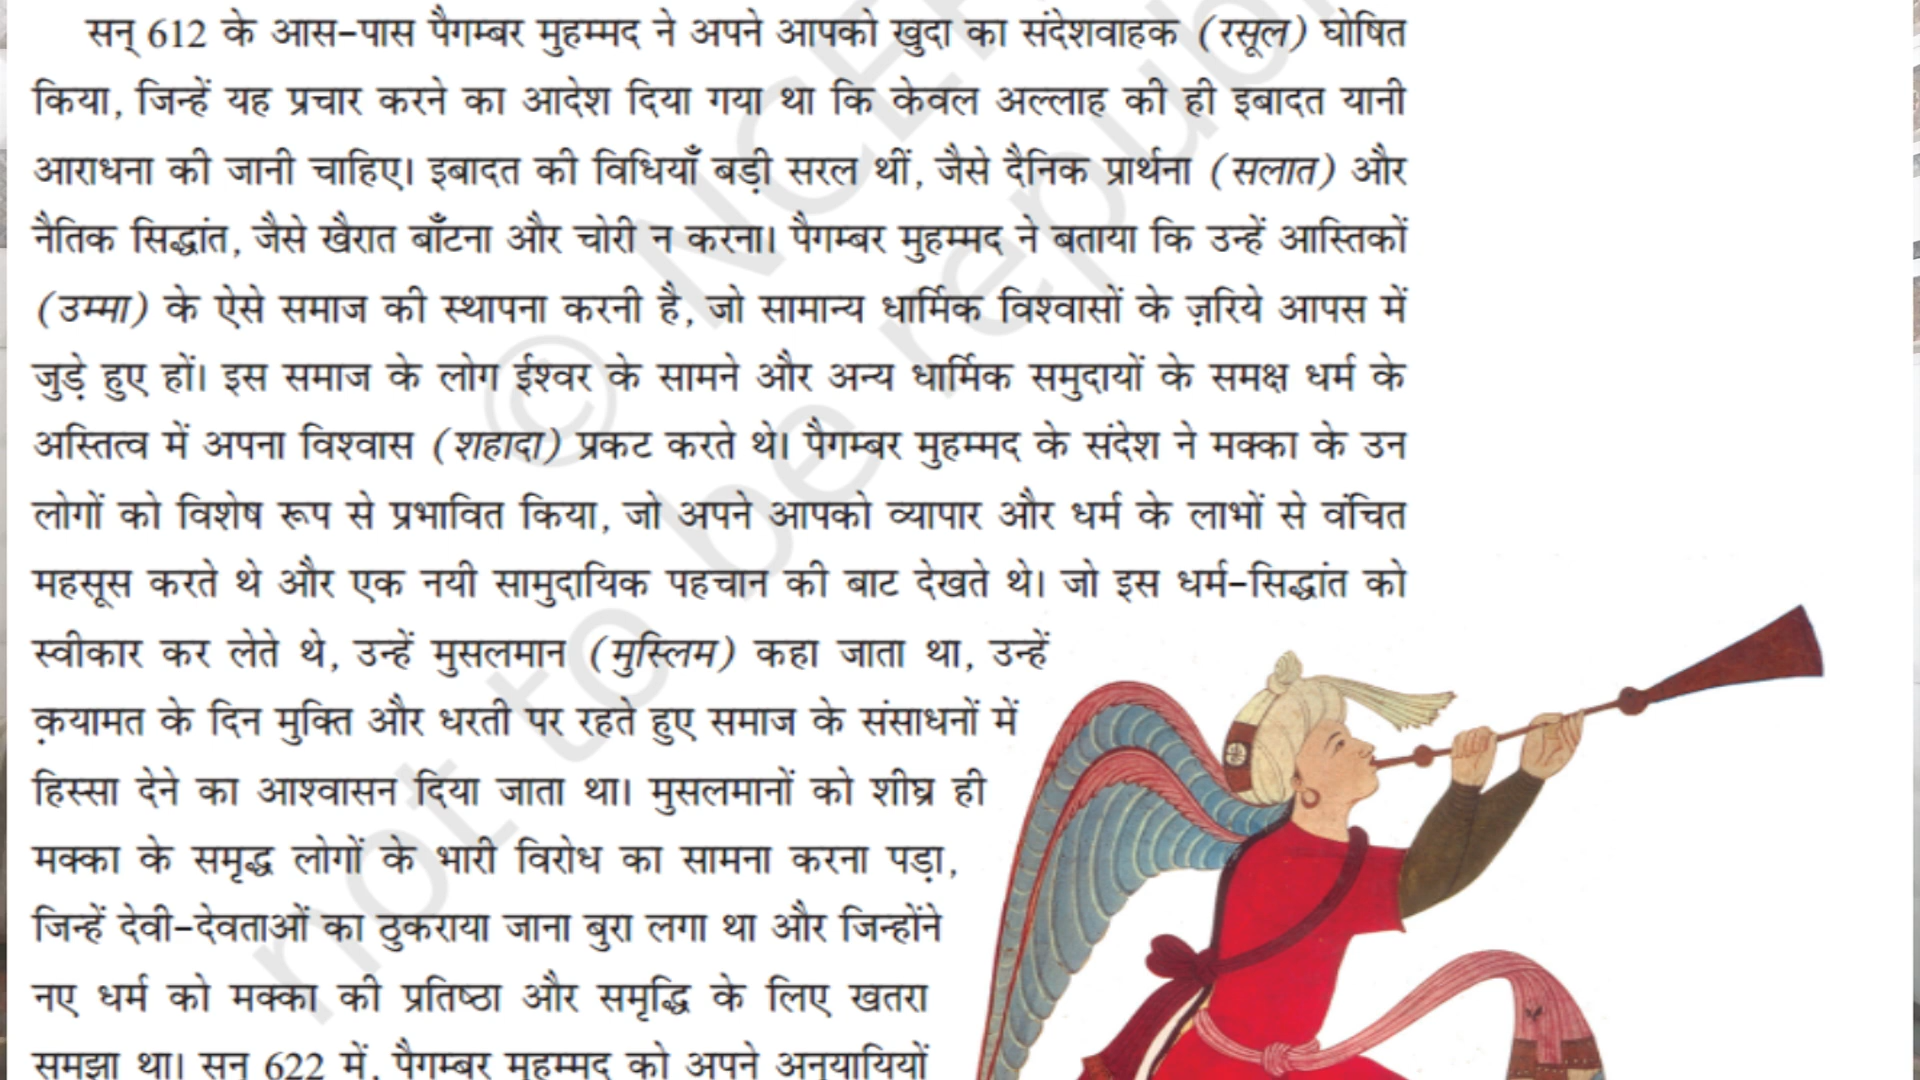 सन् 612 के आस-पास पैगम्बर मुहम्मद ने अपने आपको खुदा का संदेशवाहक (रसूल) घोषित
किया, जिन्हें यह प्रचार करने का आदेश दिया गया था कि केवल अल्लाह की ही इबादत यानी
आराधना की जानी चाहिए। इबादत की विधियाँ बड़ी सरल थीं, जैसे दैनिक प्रार्थना (सलात) और
नैतिक सिद्धांत, जैसे खैरात बाँटना और चोरी न करना। पैगम्बर मुहम्मद ने बताया कि उन्हें आस्तिकों
(उम्मा) के ऐसे समाज की स्थापना करनी है, जो सामान्य धार्मिक विश्वासों के ज़रिये आपस में
जुड़े हुए हों। इस समाज के लोग ईश्वर के सामने और अन्य धार्मिक समुदायों के समक्ष धर्म के
अस्तित्व में अपना विश्वास (शहादा) प्रकट करते थे। पैगम्बर मुहम्मद के संदेश ने मक्का के उन
लोगों को विशेष रूप से प्रभावित किया, जो अपने आपको व्यापार और धर्म के लाभों से वंचित
महसूस करते थे और एक नयी सामुदायिक पहचान की बाट देखते थे। जो इस धर्म-सिद्धांत को
स्वीकार कर लेते थे, उन्हें मुसलमान (मुस्लिम) कहा जाता था, उन्हें
क़यामत के दिन मुक्ति और धरती पर रहते हुए समाज के संसाधनों में
हिस्सा देने का आश्वासन दिया जाता था। मुसलमानों को शीघ्र ही
मक्का के समृद्ध लोगों के भारी विरोध का सामना करना पड़ा,
जिन्हें देवी-देवताओं का ठुकराया जाना बुरा लगा था और जिन्होंने
नए धर्म को मक्का की प्रतिष्ठा और समृद्धि के लिए खतरा
समझा था। सन् 622 में, पैगम्बर मुहम्मद को अपने अनुयायियों
© NCE
not to be republ